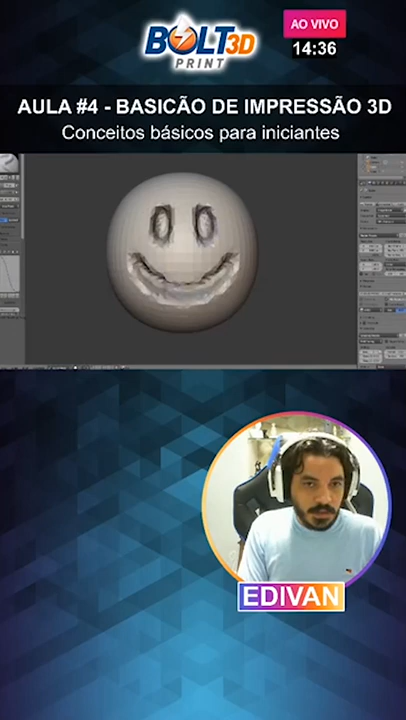 BOLT3D
PRINT
AO VIVO
14:36
AULA #4 - BASICÃO DE IMPRESSÃO 3D
Conceitos básicos para iniciantes
EDIVAN